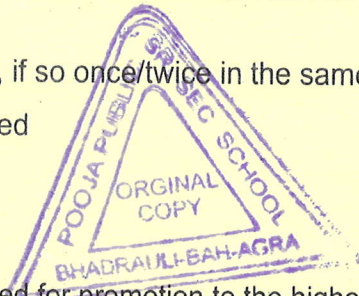 , if so once/twice in the same
ed
POOJA PUBLIC SR. SEC SCHOOL
ORGINAL
COPY
BHADRAULI-BAH-AGRA
ed for promotion to the highe